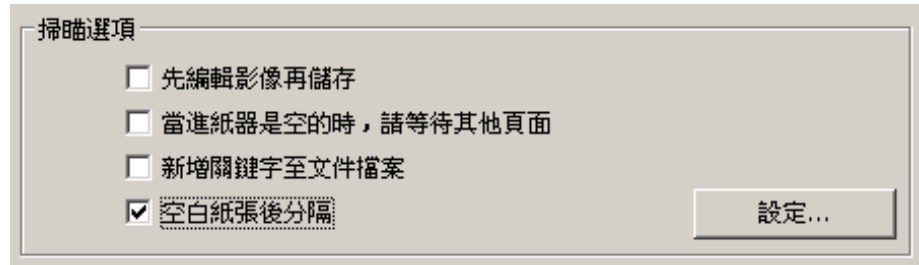 掃瞄選項
先編輯影像再儲存
當進紙器是空的時，請等待其他頁面
新增關鍵字至文件檔案
空白紙張後分隔
設定...